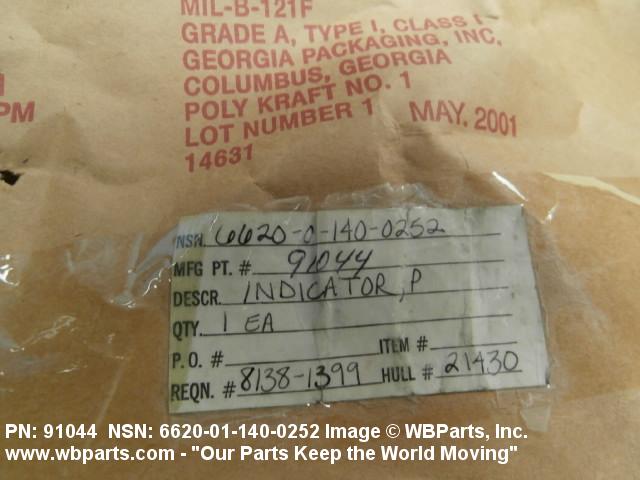 MIL-B-121F
GRADE A, TYPE I, CLASS I
GEORGIA PACKAGING, INC,
COLUMBUS, GEORGIA
POLY KRAFT NO. 1
LOT NUMBER 1 MAY. 2001
14631
PM
NSN. 6620-0-140-0252
MFG PT. # 91044
DESCR. INDICATOR, P
QTY. 1 EA
P.O. # ITEM #
REQN. # 8138-1399 HULL # 21430
PN: 91044 NSN: 6620-01-140-0252 Image © WBParts, Inc.
www.wbparts.com - "Our Parts Keep the World Moving"